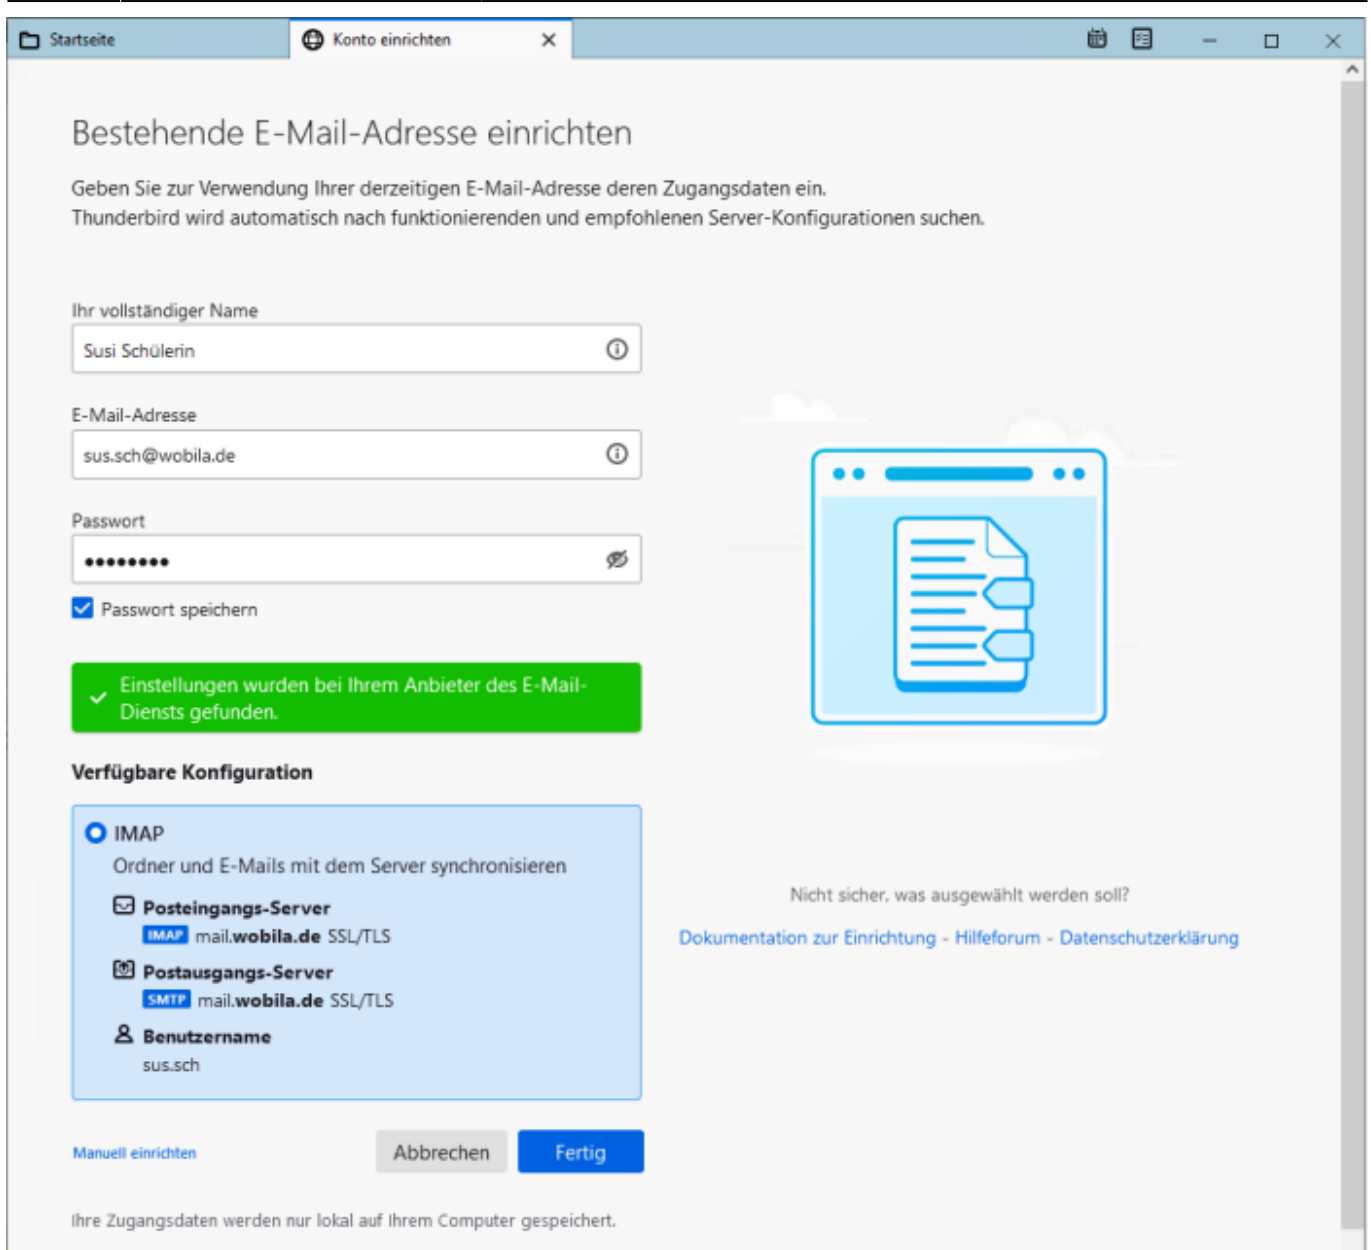 Startseite
Konto einrichten
Bestehende E-Mail-Adresse einrichten
Geben Sie zur Verwendung Ihrer derzeitigen E-Mail-Adresse deren Zugangsdaten ein.
Thunderbird wird automatisch nach funktionierenden und empfohlenen Server-Konfigurationen suchen.
Ihr vollständiger Name
Susi Schülerin
E-Mail-Adresse
sus.sch@wobila.de
Passwort
••••••••
Passwort speichern
Einstellungen wurden bei Ihrem Anbieter des E-Mail-
Diensts gefunden.
Verfügbare Konfiguration
IMAP
Ordner und E-Mails mit dem Server synchronisieren
Posteingangs-Server
IMAP mail.wobila.de SSL/TLS
Postausgangs-Server
SMTP mail.wobila.de SSL/TLS
Benutzername
sus.sch
Manuell einrichten
Abbrechen
Fertig
Ihre Zugangsdaten werden nur lokal auf Ihrem Computer gespeichert.
Nicht sicher, was ausgewählt werden soll?
Dokumentation zur Einrichtung - Hilfeforum - Datenschutzerklärung